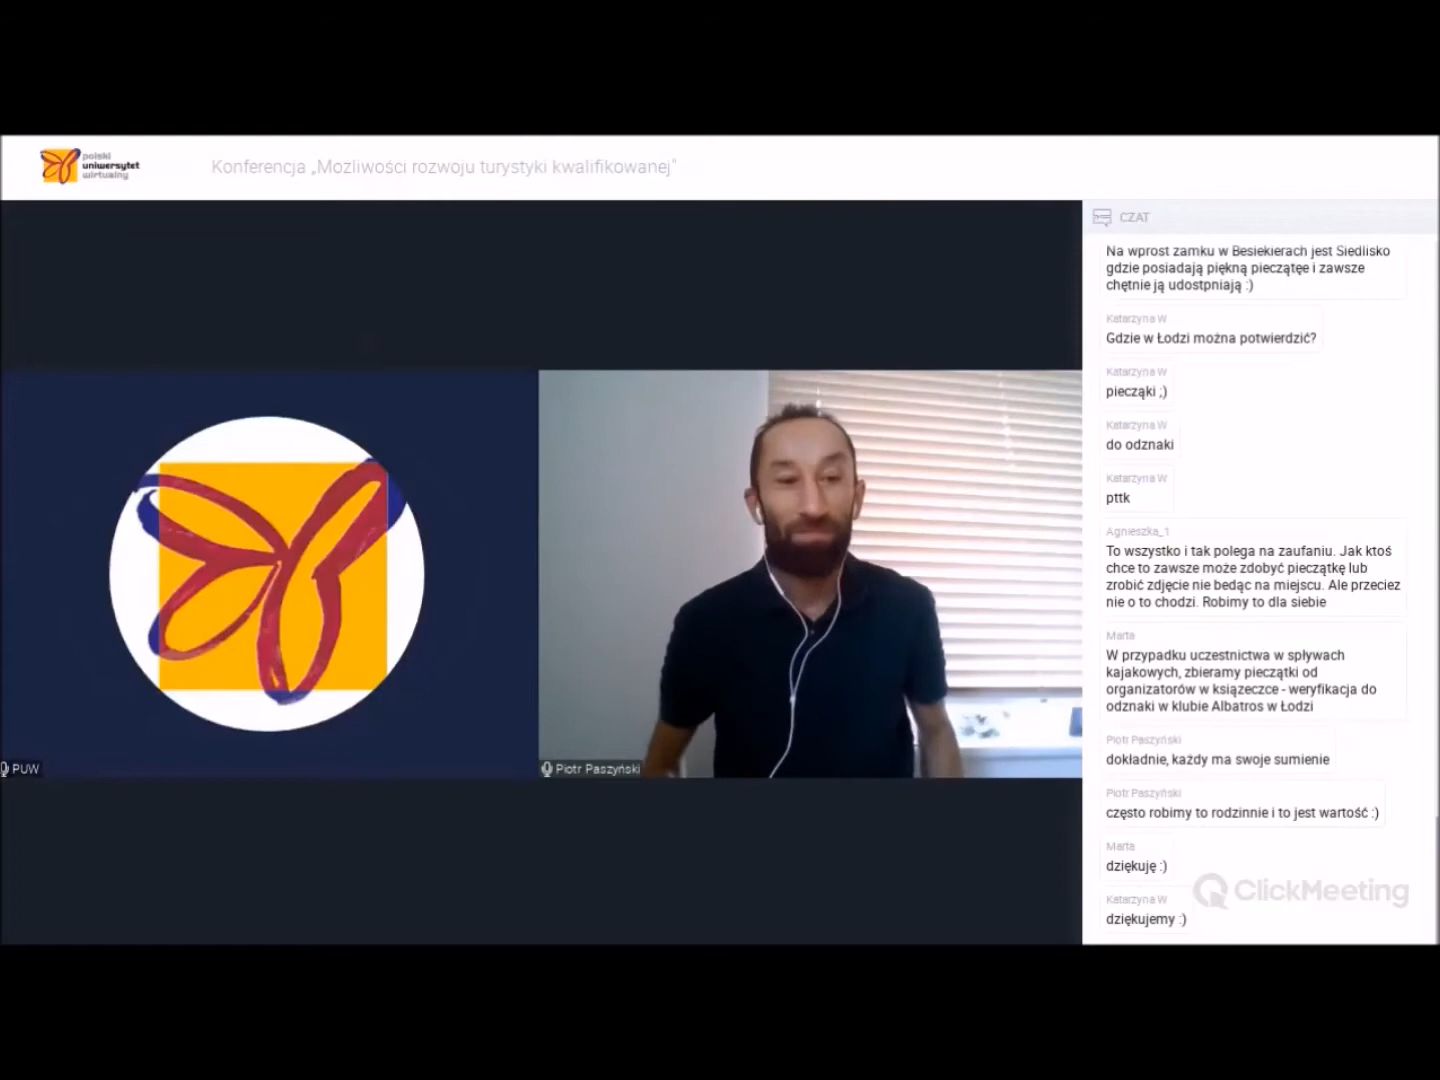 polski
uniwersytet
wirtualny
Konferencja „Możliwości rozwoju turystyki kwalifikowanej"
CZAT
Na wprost zamku w Besiekierach jest Siedlisko
gdzie posiadają piękną pieczątęe i zawsze
chętnie ją udostpniają :)
Katarzyna W
Gdzie w Łodzi można potwierdzić?
Katarzyna W
piecząki ;)
Katarzyna W
do odznaki
Katarzyna W
pttk
Agnieszka_1
To wszystko i tak polega na zaufaniu. Jak ktoś
chce to zawsze może zdobyć pieczątkę lub
zrobić zdjęcie nie bedąc na miejscu. Ale przeciez
nie o to chodzi. Robimy to dla siebie
Marta
W przypadku uczestnictwa w spływach
kajakowych, zbieramy pieczątki od
organizatorów w ksiązeczce - weryfikacja do
odznaki w klubie Albatros w Łodzi
Piotr Paszyński
dokładnie, każdy ma swoje sumienie
Piotr Paszyński
często robimy to rodzinnie i to jest wartość :)
Marta
dziękuję :)
Katarzyna W
dziękujemy :)
ClickMeeting
PUW
Piotr Paszyński